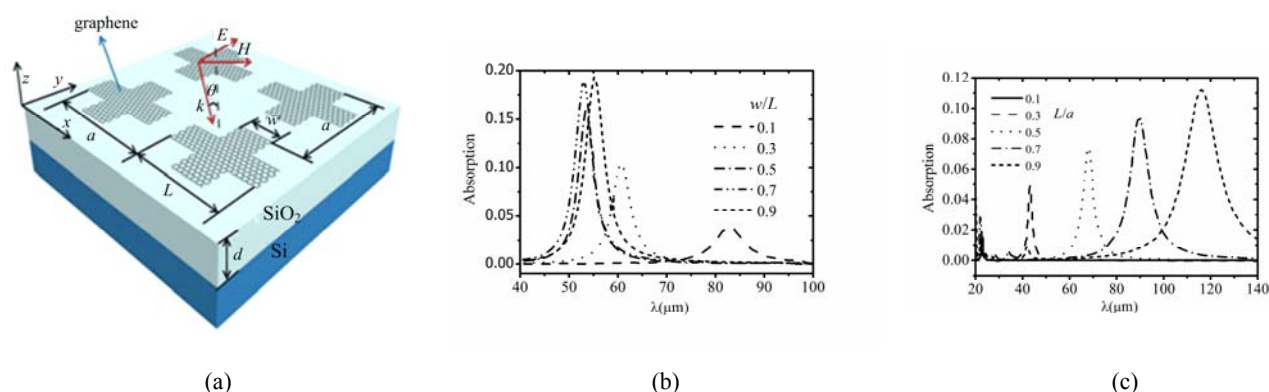 graphene
E
H
z
y
θ
k
x
a
w
a
L
SiO₂
d
Si
(a)
0.20
0.15
0.10
0.05
0.00
Absorption
w/L
0.1
0.3
0.5
0.7
0.9
40 50 60 70 80 90 100
λ(μm)
(b)
0.12
0.10
0.08
0.06
0.04
0.02
0.00
Absorption
0.1
0.3 L/a
0.5
0.7
0.9
20 40 60 80 100 120 140
λ(μm)
(c)